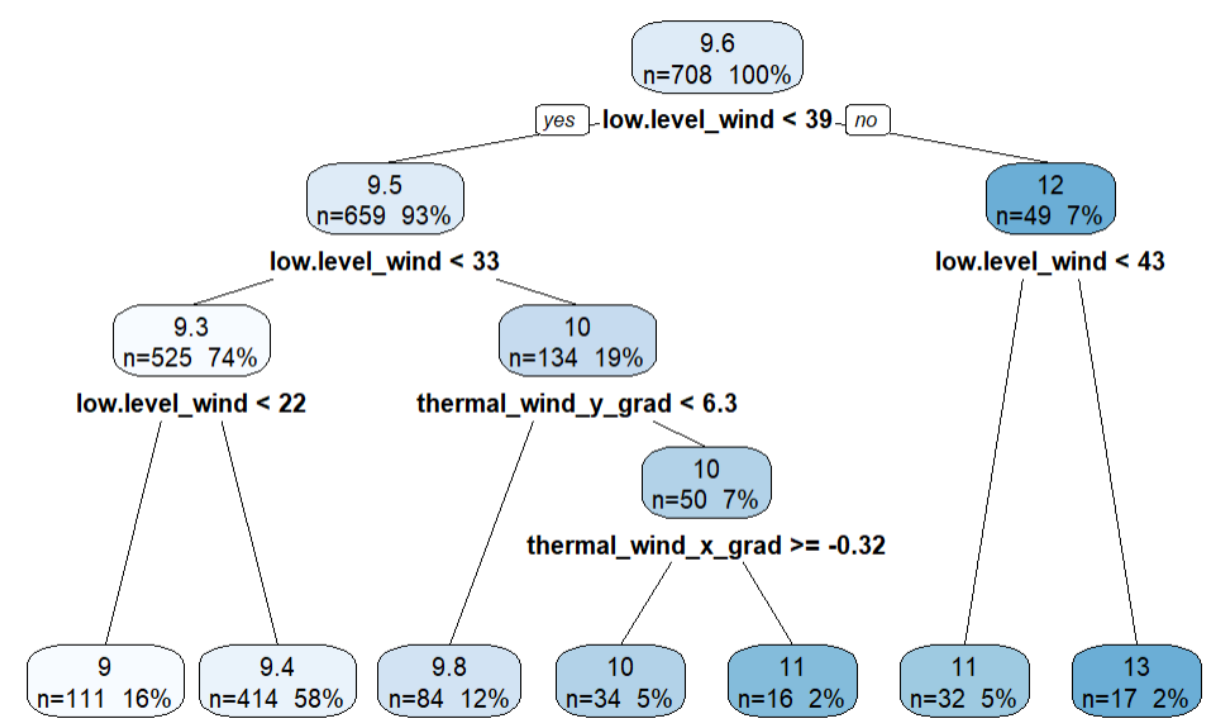 9.6
n=708 100%
yes low.level_wind < 39 no
9.5
n=659 93%
12
n=49 7%
low.level_wind < 33
low.level_wind < 43
9.3
n=525 74%
10
n=134 19%
low.level_wind < 22
thermal_wind_y_grad < 6.3
10
n=50 7%
thermal_wind_x_grad >= -0.32
9
n=111 16%
9.4
n=414 58%
9.8
n=84 12%
10
n=34 5%
11
n=16 2%
11
n=32 5%
13
n=17 2%